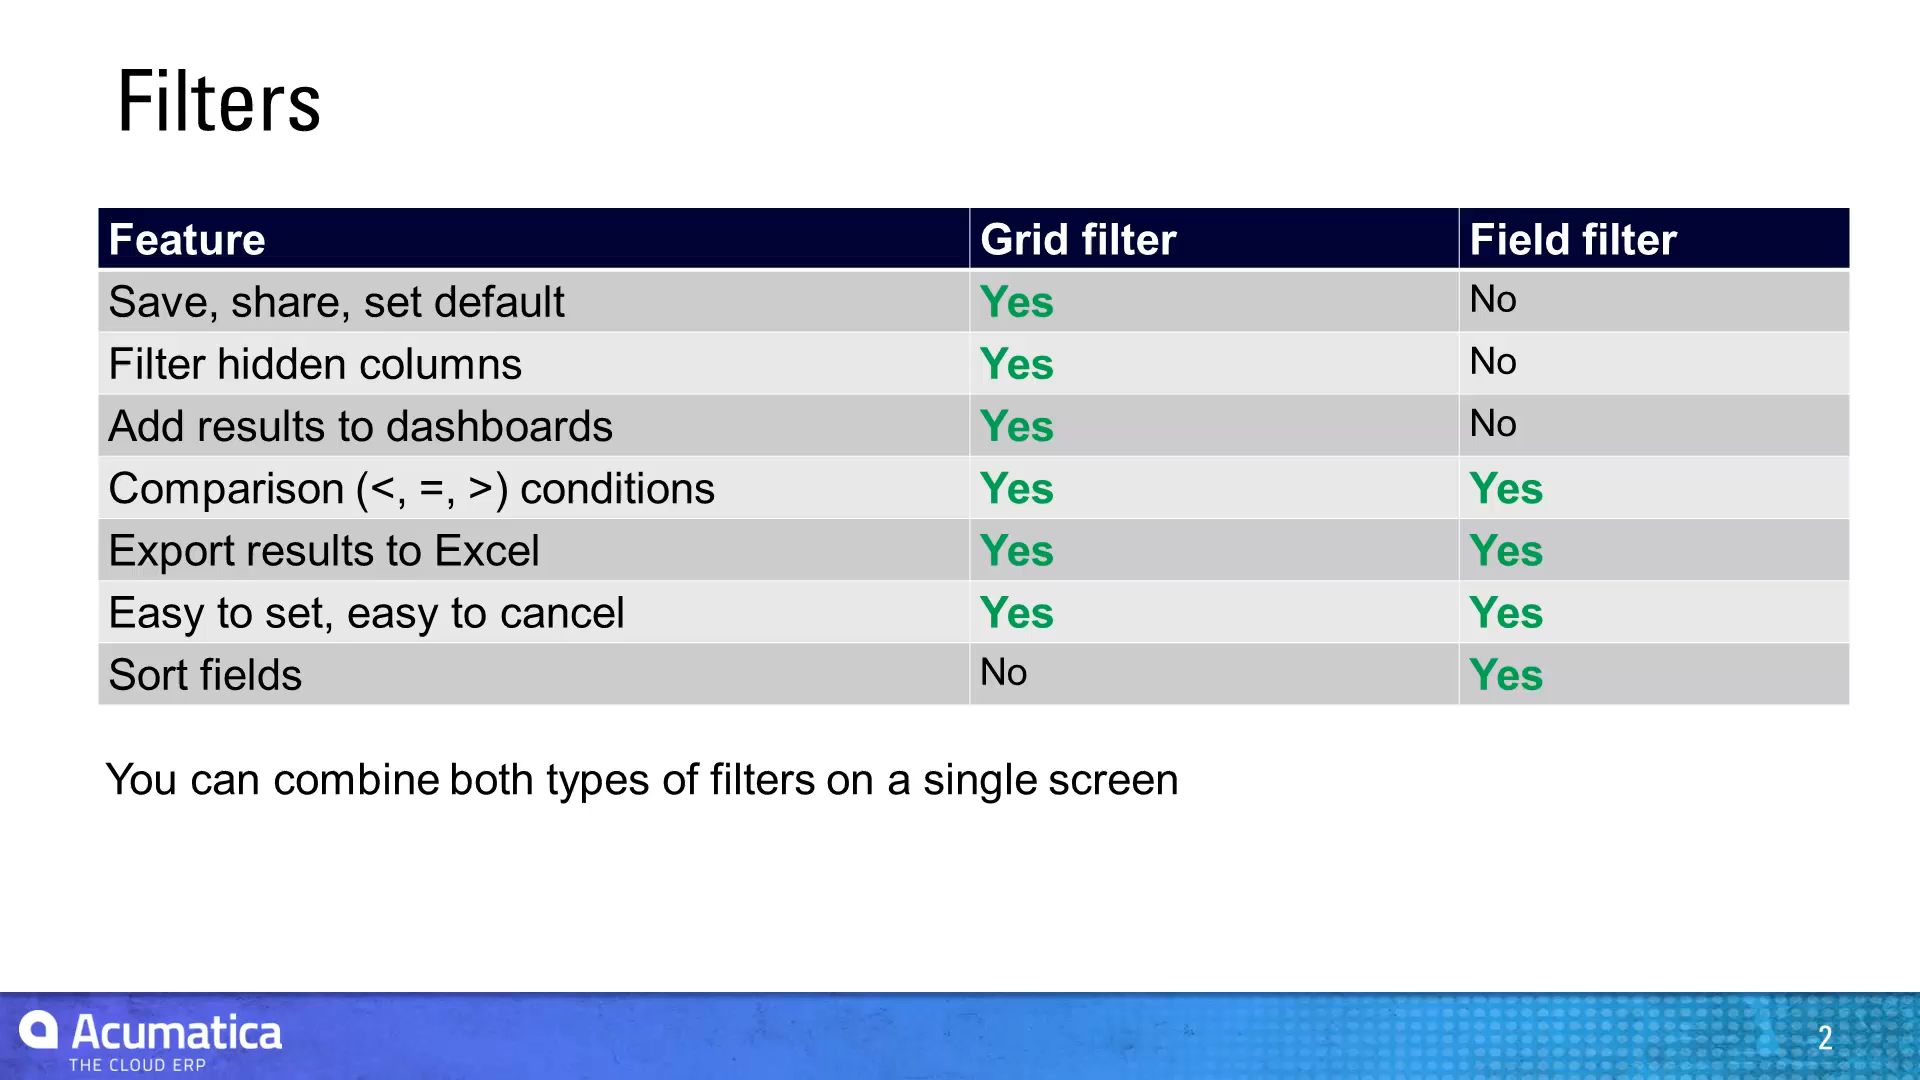 Filters
Feature Grid filter Field filter
Save, share, set default Yes No
Filter hidden columns Yes No
Add results to dashboards Yes No
Comparison (<, =, >) conditions Yes Yes
Export results to Excel Yes Yes
Easy to set, easy to cancel Yes Yes
Sort fields No Yes
You can combine both types of filters on a single screen
Acumatica
THE CLOUD ERP
2